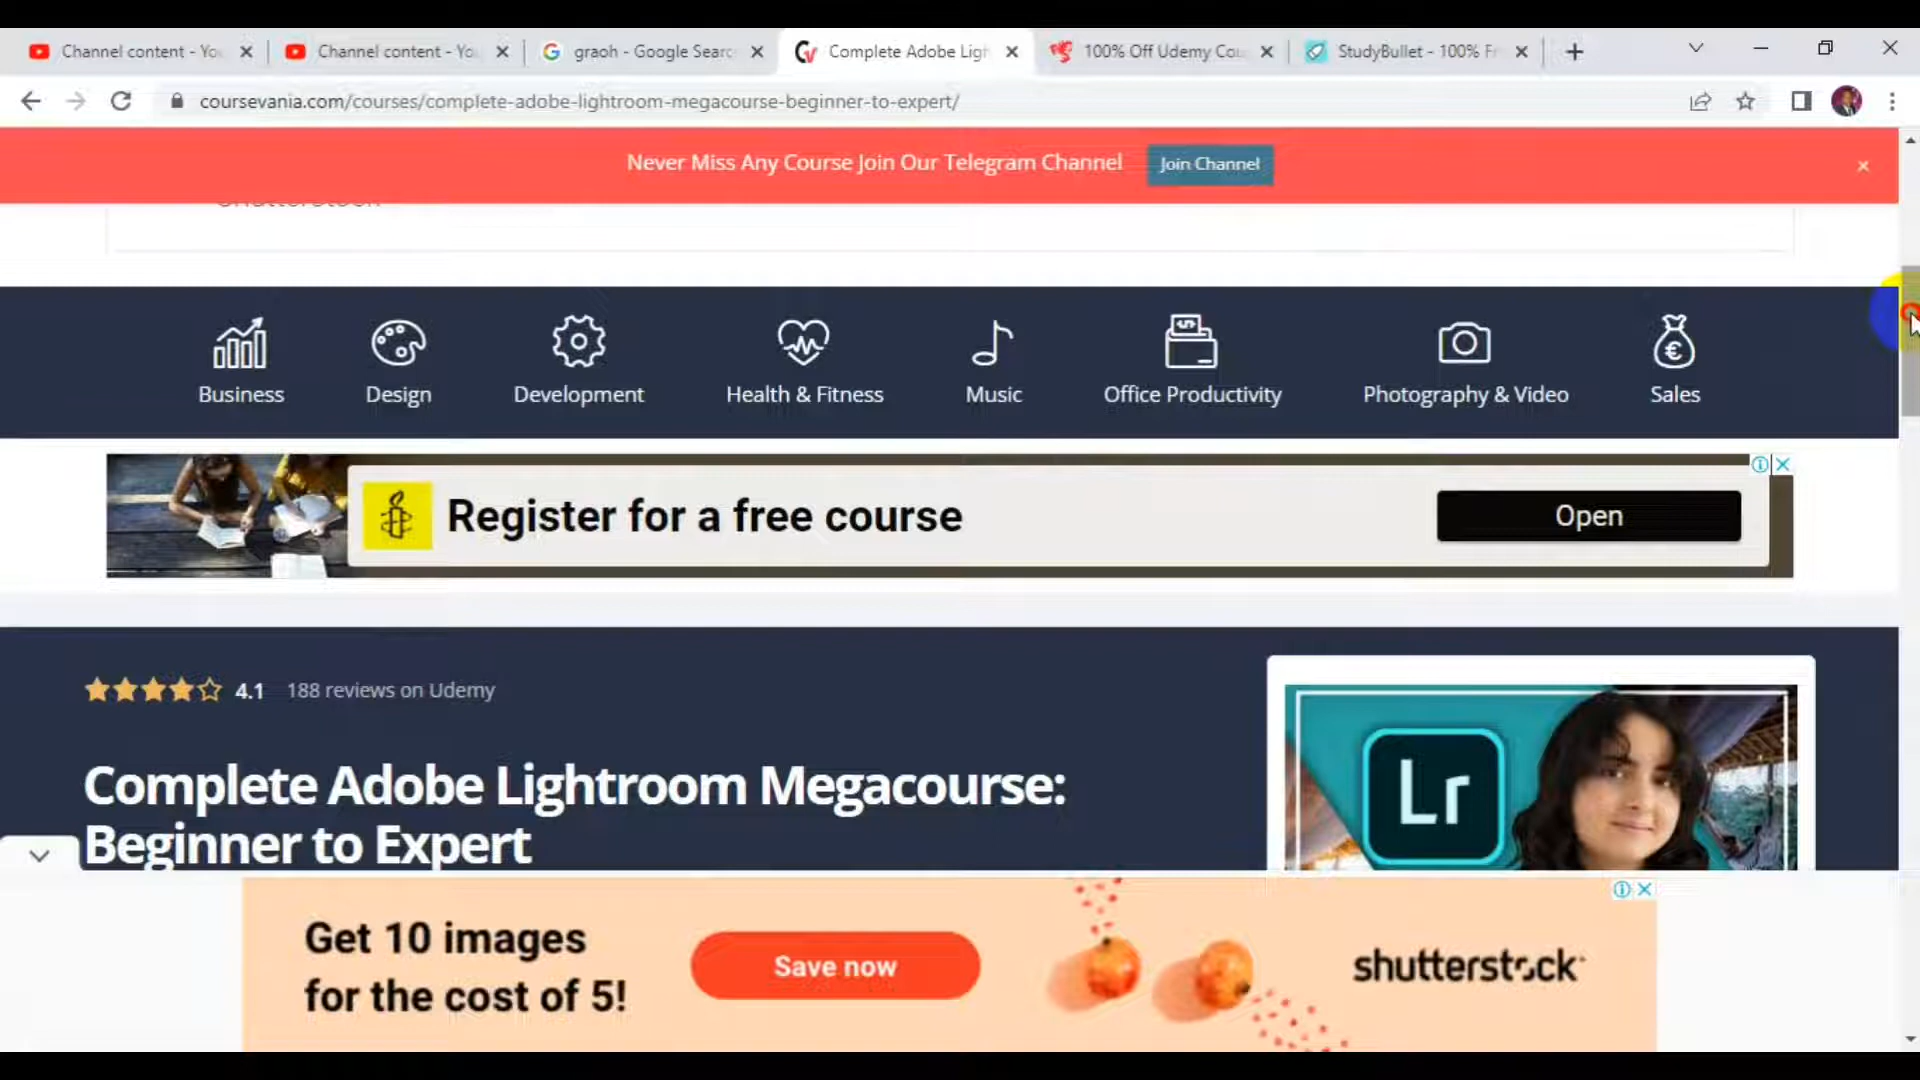 Channel content - You
Channel content - You
graoh - Google Searc
Complete Adobe Ligh
100% Off Udemy Cou
StudyBullet - 100% Fr
coursevania.com/courses/complete-adobe-lightroom-megacourse-beginner-to-expert/
Never Miss Any Course Join Our Telegram Channel
Join Channel
Shutterstock
Business
Design
Development
Health & Fitness
Music
Office Productivity
Photography & Video
Sales
Register for a free course
Open
4.1 188 reviews on Udemy
Complete Adobe Lightroom Megacourse:
Beginner to Expert
Lr
Get 10 images
for the cost of 5!
Save now
shutterstock